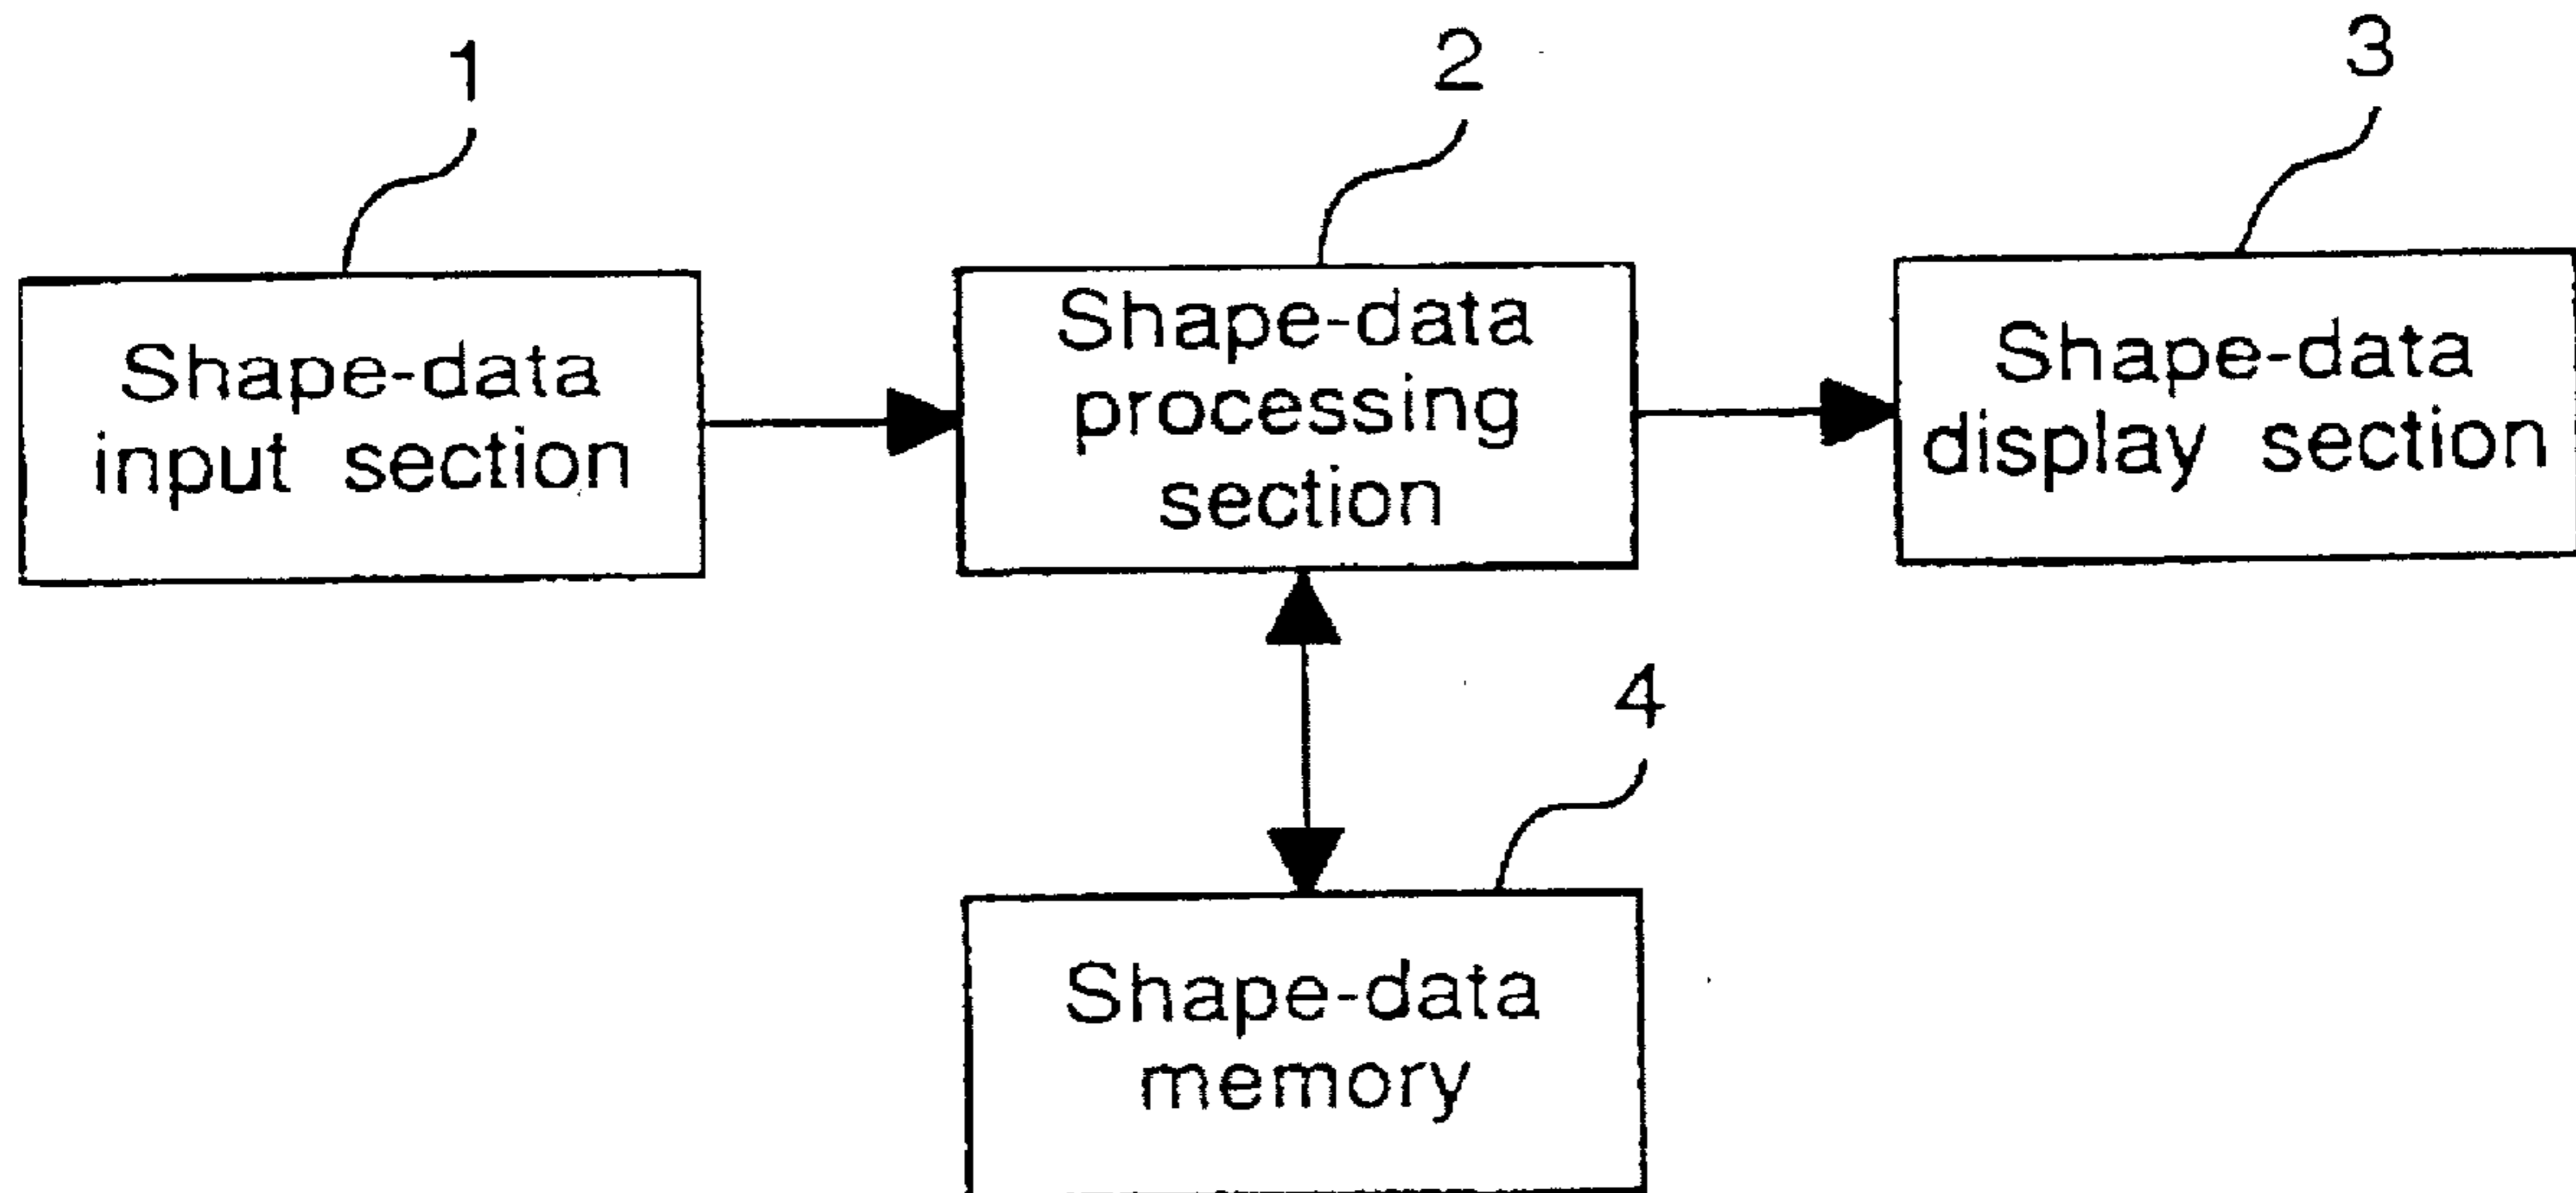 1
2
3
Shape-data
input section
Shape-data
processing
section
Shape-data
display section
4
Shape-data
memory